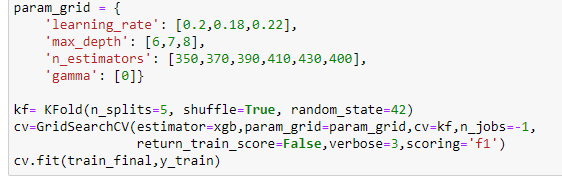 param_grid = {
    'learning_rate': [0.2,0.18,0.22],
    'max_depth': [6,7,8],
    'n_estimators': [350,370,390,410,430,400],
    'gamma': [0]}

kf= KFold(n_splits=5, shuffle=True, random_state=42)
cv=GridSearchCV(estimator=xgb,param_grid=param_grid,cv=kf,n_jobs=-1,
                return_train_score=False,verbose=3,scoring='f1')
cv.fit(train_final,y_train)